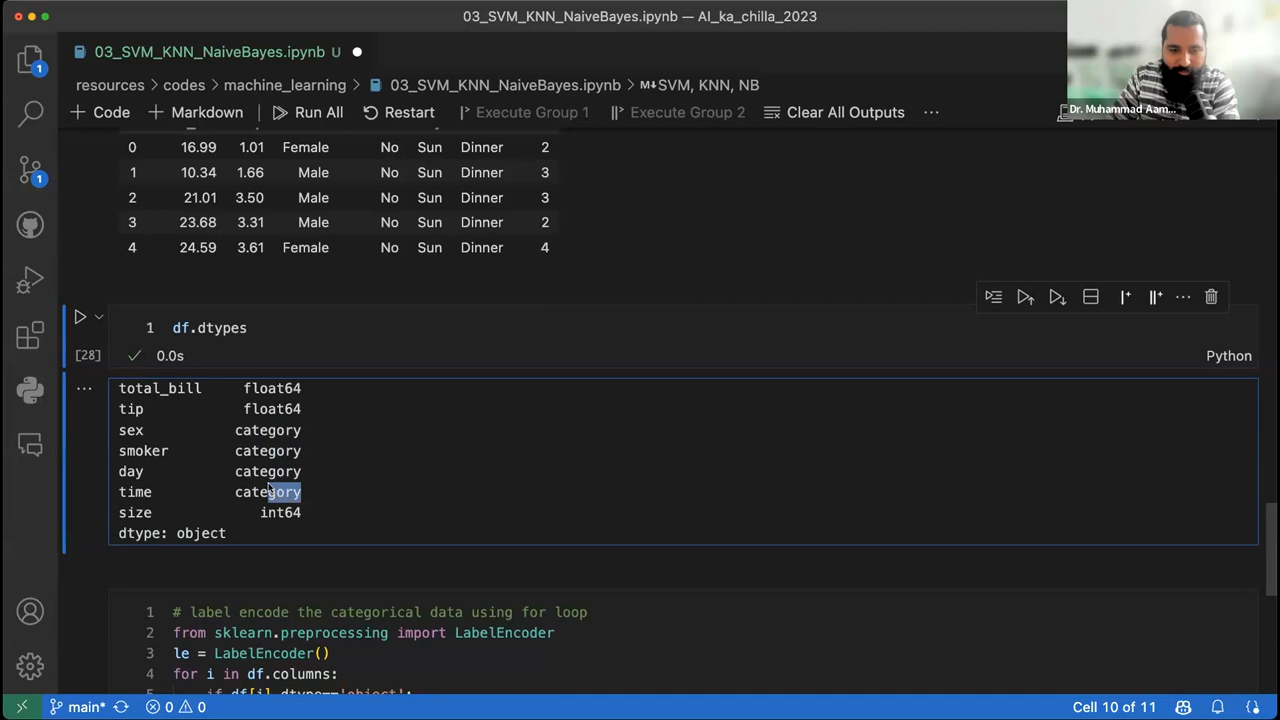 03_SVM_KNN_NaiveBayes.ipynb — AI_ka_chilla_2023
03_SVM_KNN_NaiveBayes.ipynb U
resources > codes > machine_learning > 03_SVM_KNN_NaiveBayes.ipynb > SVM, KNN, NB
Dr. Muhammad Aam...
+ Code + Markdown Run All Restart Execute Group 1 Execute Group 2 Clear All Outputs ...
0 16.99 1.01 Female No Sun Dinner 2
1 10.34 1.66 Male No Sun Dinner 3
2 21.01 3.50 Male No Sun Dinner 3
3 23.68 3.31 Male No Sun Dinner 2
4 24.59 3.61 Female No Sun Dinner 4
1 df.dtypes
[28] 0.0s Python
total_bill float64
tip float64
sex category
smoker category
day category
time category
size int64
dtype: object
1 # label encode the categorical data using for loop
2 from sklearn.preprocessing import LabelEncoder
3 le = LabelEncoder()
4 for i in df.columns:
5 if df[i].dtype=='object':
main* 0 0 Cell 10 of 11
1
1